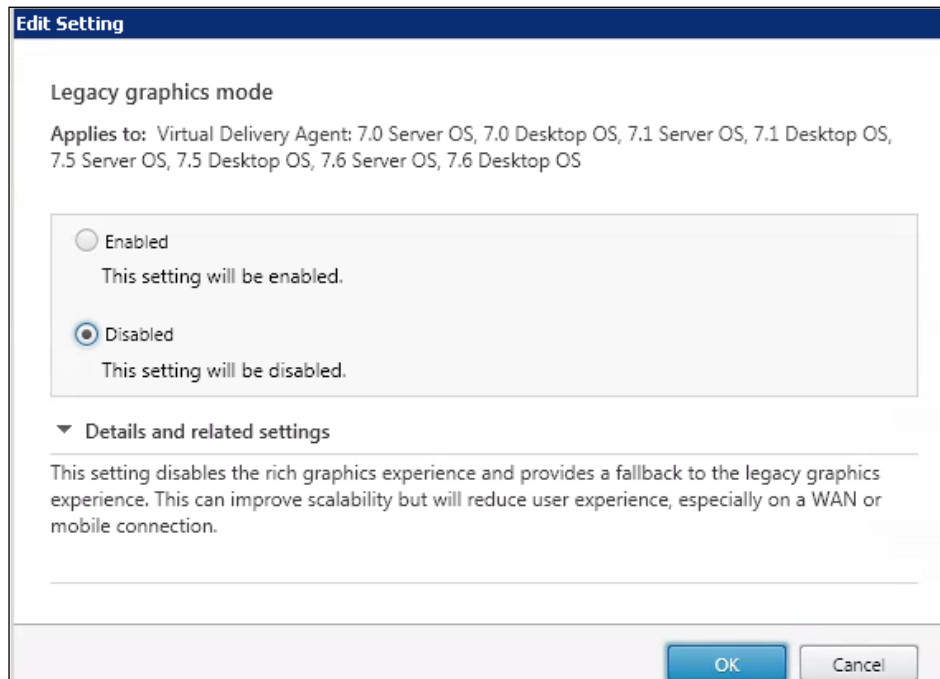 Edit Setting
Legacy graphics mode
Applies to: Virtual Delivery Agent: 7.0 Server OS, 7.0 Desktop OS, 7.1 Server OS, 7.1 Desktop OS,
7.5 Server OS, 7.5 Desktop OS, 7.6 Server OS, 7.6 Desktop OS
Enabled
This setting will be enabled.
Disabled
This setting will be disabled.
Details and related settings
This setting disables the rich graphics experience and provides a fallback to the legacy graphics
experience. This can improve scalability but will reduce user experience, especially on a WAN or
mobile connection.
OK Cancel